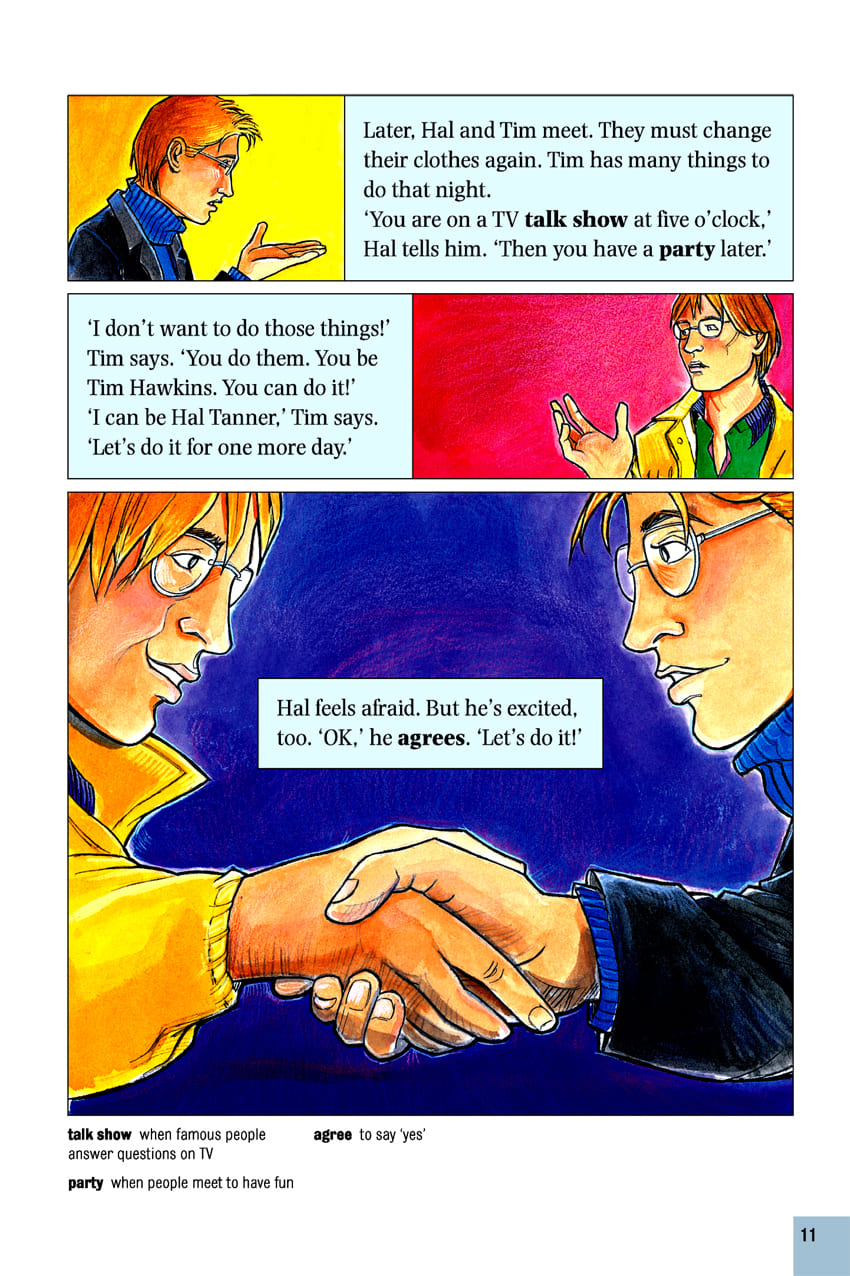 Later, Hal and Tim meet. They must change
their clothes again. Tim has many things to
do that night.
‘You are on a TV talk show at five o’clock,’
Hal tells him. ‘Then you have a party later.’
‘I don’t want to do those things!’
Tim says. ‘You do them. You be
Tim Hawkins. You can do it!’
‘I can be Hal Tanner,’ Tim says.
‘Let’s do it for one more day.’
Hal feels afraid. But he’s excited,
too. ‘OK,’ he agrees. ‘Let’s do it!’
talk show when famous people
answer questions on TV
party when people meet to have fun
agree to say ‘yes’
11